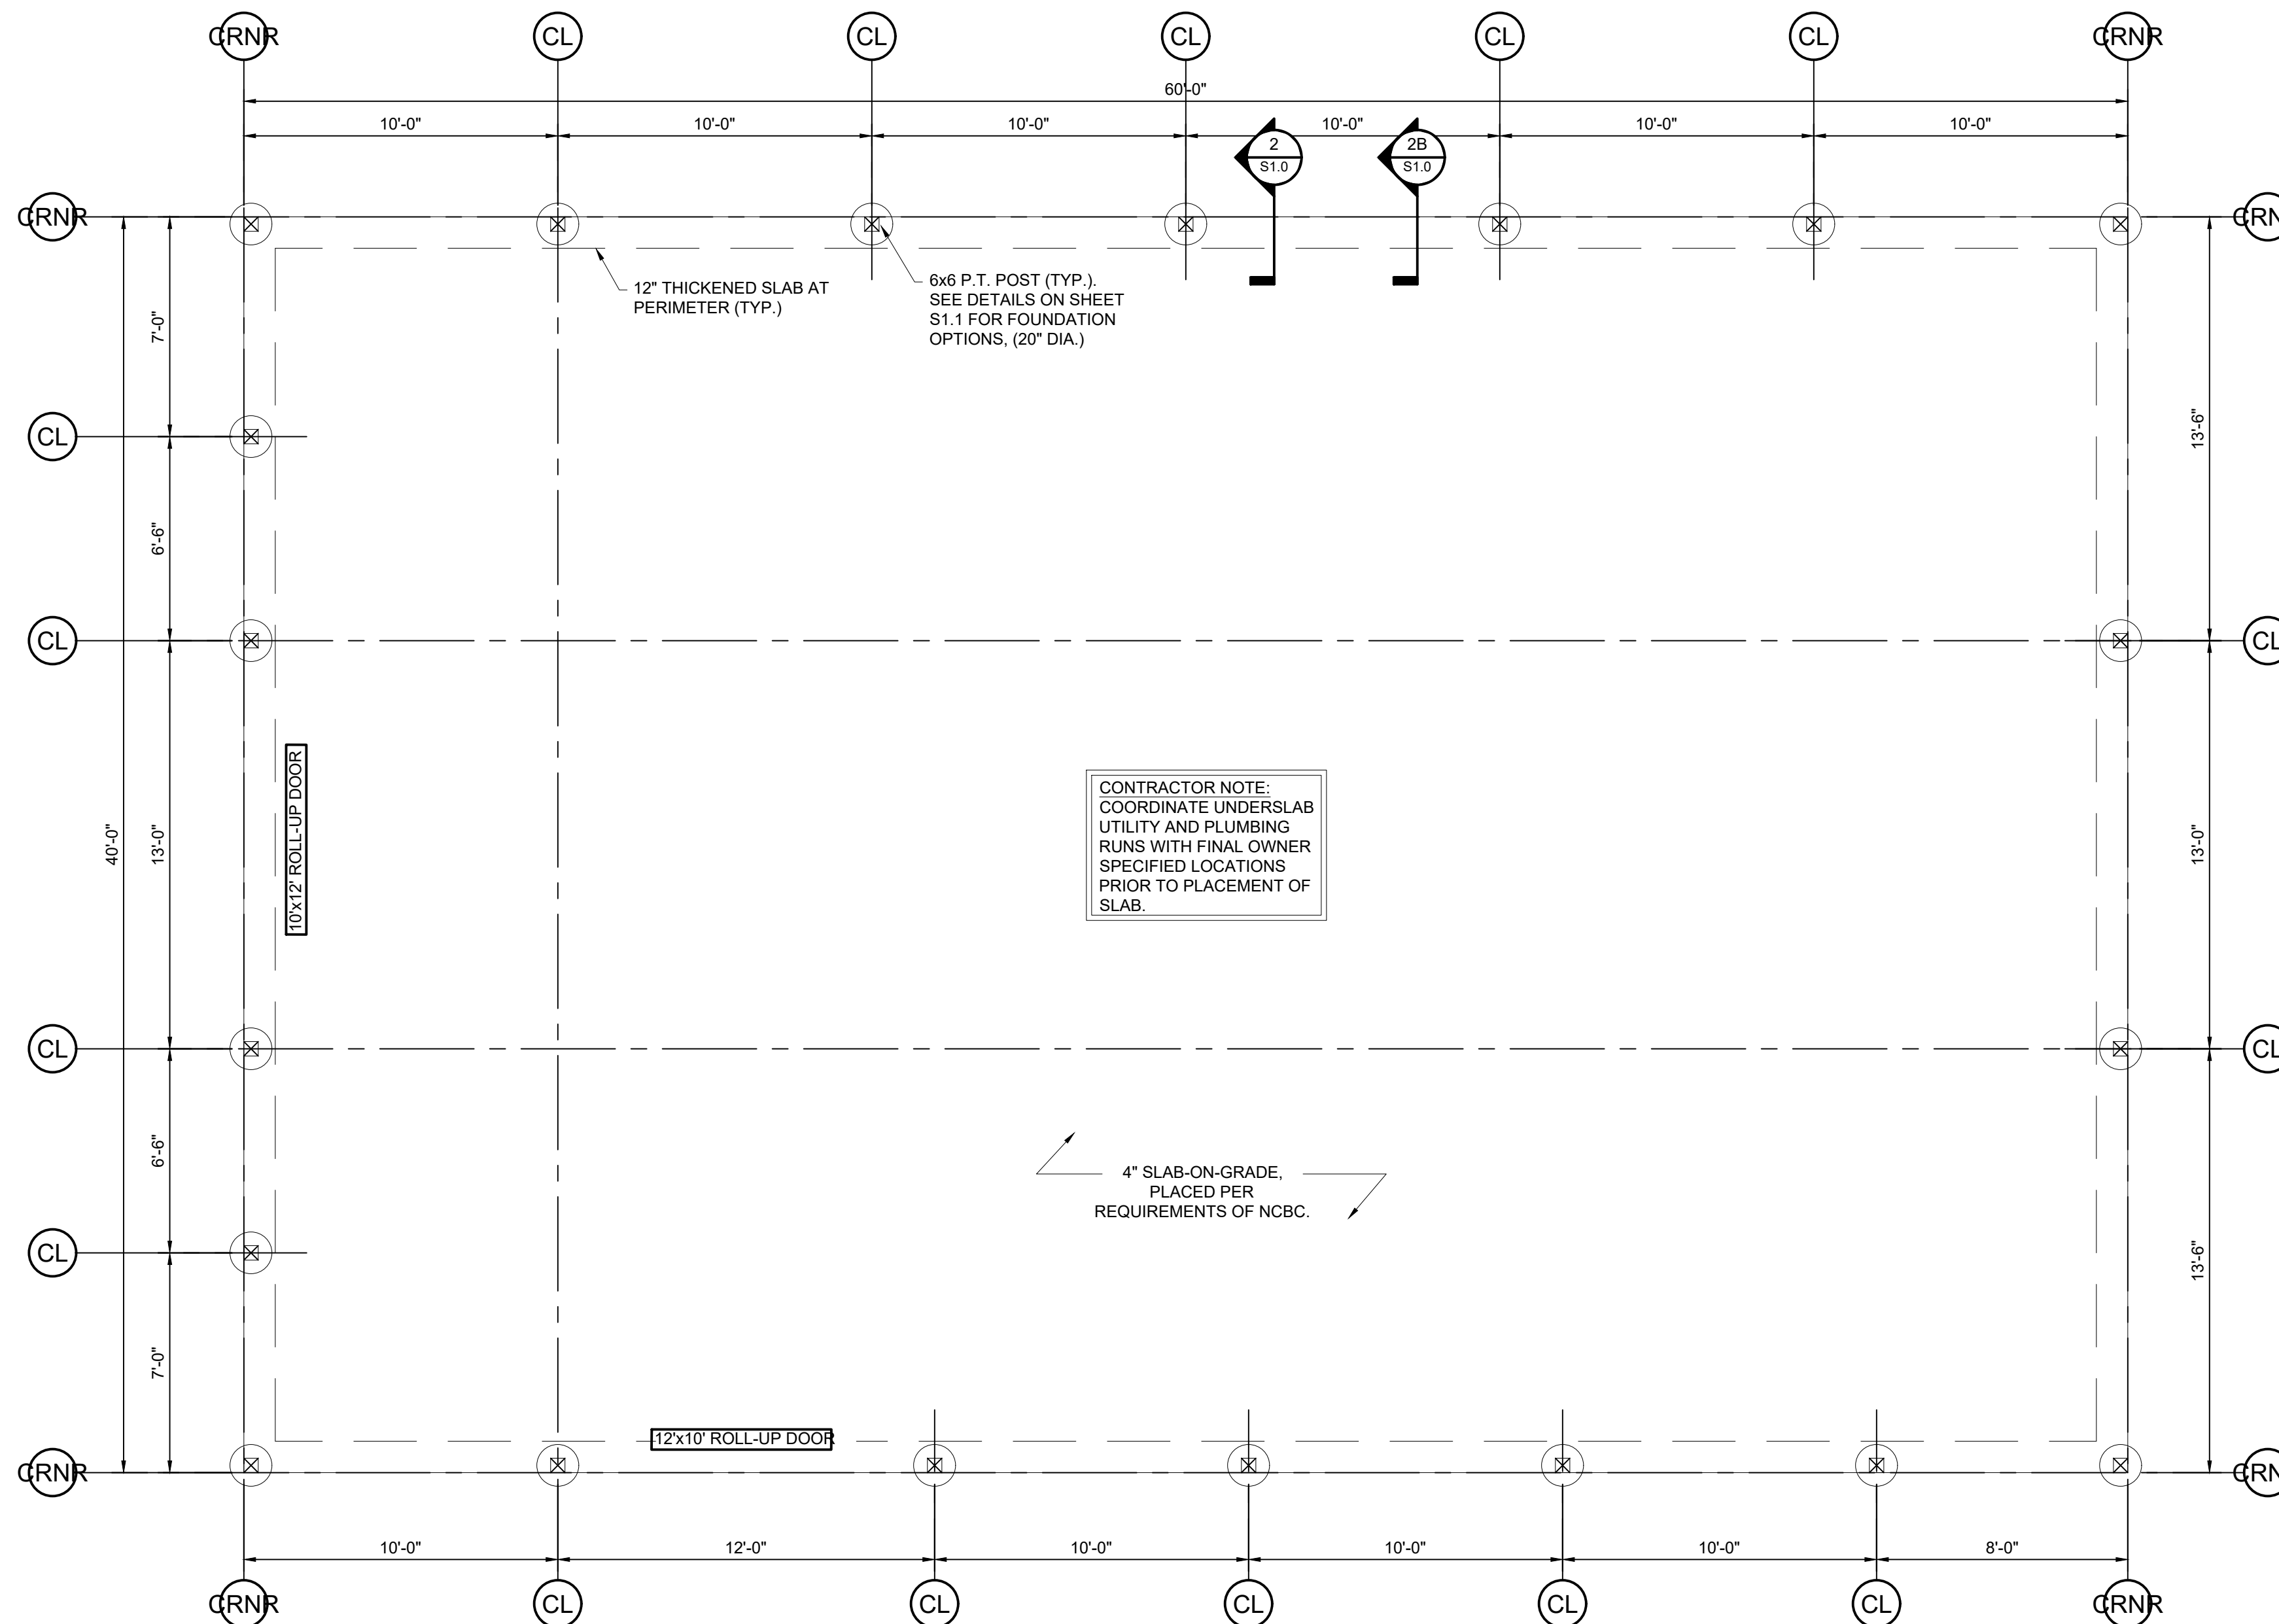 CRNR
CL
CL
CL
CL
CL
CRNR
60'-0"
10'-0"
10'-0"
10'-0"
10'-0"
10'-0"
10'-0"
2
S1.0
2B
S1.0
CRNR
CRN
12" THICKENED SLAB AT
PERIMETER (TYP.)
6x6 P.T. POST (TYP.).
SEE DETAILS ON SHEET
S1.1 FOR FOUNDATION
OPTIONS, (20" DIA.)
7'-0"
13'-6"
CL
6'-6"
CL
CL
10'x12' ROLL-UP DOOR
40'-0"
13'-0"
13'-0"
CONTRACTOR NOTE:
COORDINATE UNDERSLAB
UTILITY AND PLUMBING
RUNS WITH FINAL OWNER
SPECIFIED LOCATIONS
PRIOR TO PLACEMENT OF
SLAB.
CL
CL
6'-6"
4" SLAB-ON-GRADE,
PLACED PER
REQUIREMENTS OF NCBC.
CL
13'-6"
7'-0"
12'x10' ROLL-UP DOOR
CRNR
CRN
10'-0"
12'-0"
10'-0"
10'-0"
10'-0"
8'-0"
CRNR
CL
CL
CL
CL
CL
CRNR